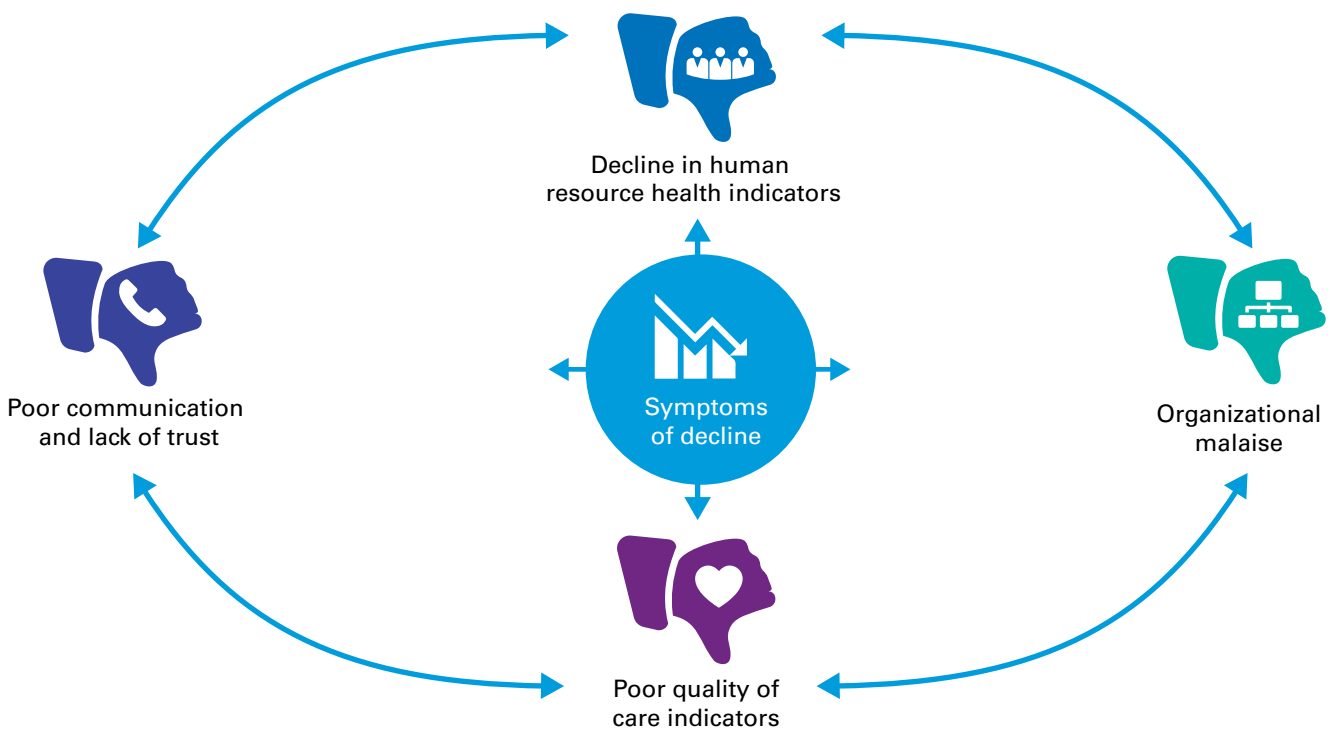 Decline in human
resource health indicators
Poor communication
and lack of trust
Symptoms
of decline
Organizational
malaise
Poor quality of
care indicators